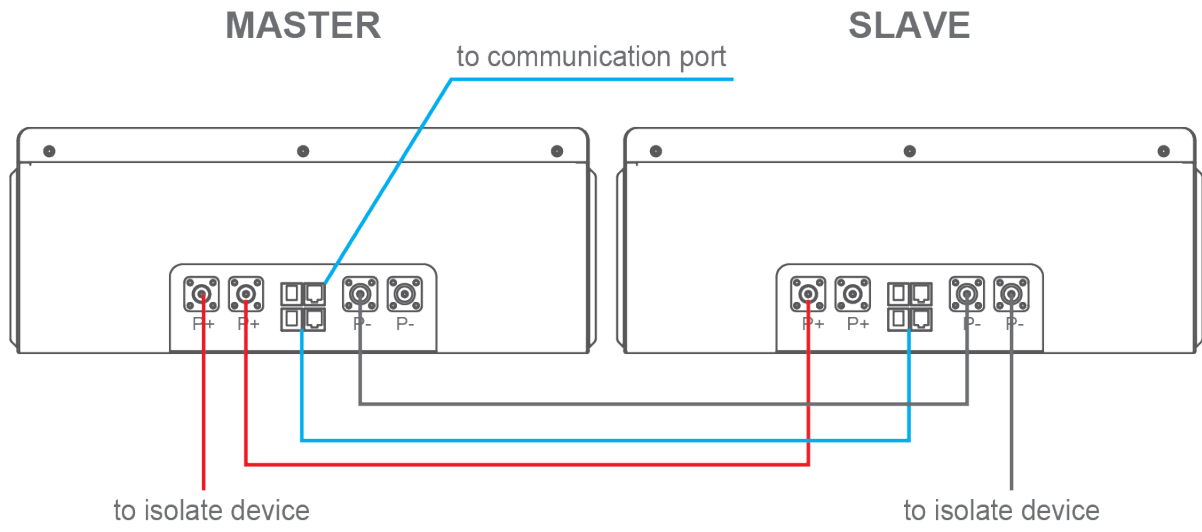 MASTER
SLAVE
to communication port
P+
P+
P-
P-
P+
P+
P-
P-
to isolate device
to isolate device